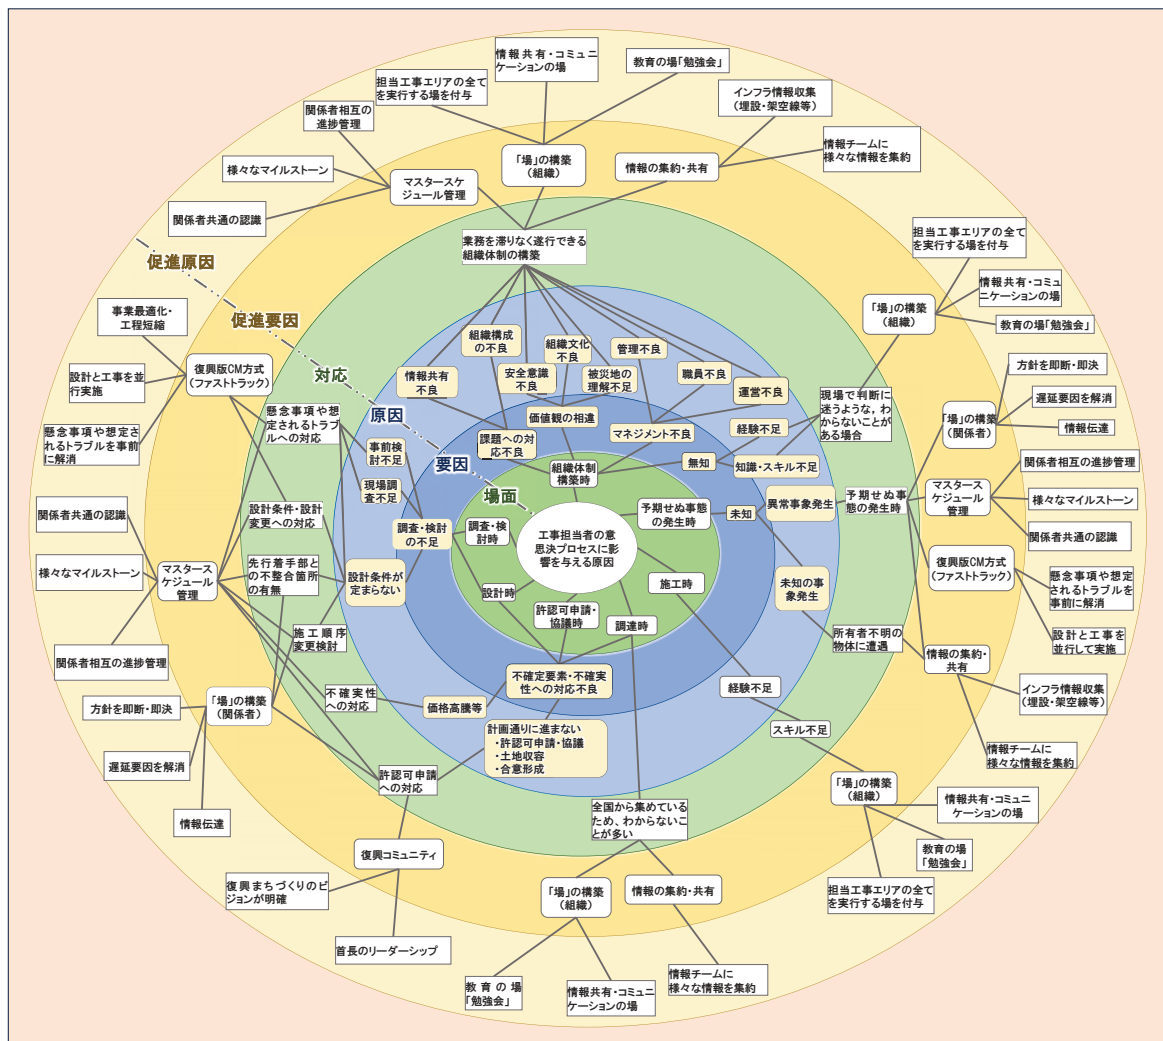 情報共有・コミュニ
ケーションの場
教育の場「勉強会」
担当工事エリアの全て
を実行する場を付与
インフラ情報収集
(埋設・架空線等)
関係者相互の
進捗管理
情報チームに
様々な情報を集約
「場」の構築
(組織)
情報の集約・共有
様々なマイルストーン
マスタースケ
ジュール管理
関係者共通の認識
業務を滞りなく遂行できる
組織体制の構築
担当工事エリアの全て
を実行する場を付与
促進原因
情報共有・コミュ
ニケーションの場
「場」の構築
(組織)
教育の場「勉強会」
事業最適化・
工程短縮
促進要因
組織構成
の不良
組織文化
不良
管理不良
方針を即断・即決
復興版CM方式
(ファストトラック)
対応
情報共有
不良
安全意識
不良
被災地の
理解不足
職員不良
運営不良
設計と工事を並
行実施
現場で判断に
迷うような，わ
からないことが
ある場合
遅延要因を解消
「場」の構築
(関係者)
情報伝達
原因
懸念事項や想
定されるトラブ
ルへの対応
価値観の相違
懸念事項や想定さ
れるトラブルを事前
に解消
事前検
討不足
課題への対
応不良
マネジメント不良
経験不足
要因
組織体制
構築時
無知
知識・スキル不足
関係者相互の進捗管理
現場調
査不足
場面
異常事象発生
予期せぬ事
態の発生時
マスタース
ケジュール
管理
様々なマイルストーン
関係者共通の認識
設計条件・設計
変更への対応
調査・検討
の不足
調査・検
討時
予期せぬ事態
の発生時
未知
関係者共通の認識
工事担当者の意
思決プロセスに影
響を与える原因
復興版CM方式
(ファストトラック)
様々なマイルストーン
マスタース
ケジュール
管理
先行着手部と
の不整合箇所
の有無
設計条件が
定まらない
設計時
施工時
未知の事
象発生
懸念事項や想定
されるトラブルを
事前に解消
許認可申請・
協議時
調達時
施工順序
変更検討
所有者不明の
物体に遭遇
設計と工事を
並行して実施
関係者相互の進捗管理
情報の集約・
共有
不確定要素・不確実
性への対応不良
経験不足
インフラ情報収集
(埋設・架空線等)
不確実性
への対応
価格高騰等
方針を即断・即決
「場」の構築
(関係者)
計画通りに進まない
・許認可申請・協議
・土地収容
・合意形成
スキル不足
情報チームに
様々な情報を集約
遅延要因を解消
許認可申請
への対応
「場」の構築
(組織)
情報共有・コミュ
ニケーションの場
情報伝達
全国から集めている
ため、わからないこ
とが多い
教育の場
「勉強会」
復興コミュニティ
復興まちづくりのビ
ジョンが明確
「場」の構築
(組織)
情報の集約・共有
担当工事エリアの全て
を実行する場を付与
首長のリーダーシップ
教育の場
「勉強会」
情報共有・コミュニ
ケーションの場
情報チームに
様々な情報を集約